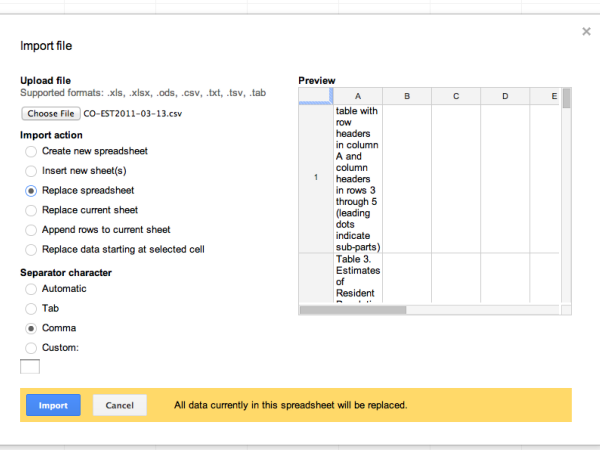 Import file
×
Upload file
Supported formats: .xls, .xlsx, .ods, .csv, .txt, .tsv, .tab
Choose File CO-EST2011-03-13.csv
Import action
Create new spreadsheet
Insert new sheet(s)
Replace spreadsheet
Replace current sheet
Append rows to current sheet
Replace data starting at selected cell
Separator character
Automatic
Tab
Comma
Custom:
Preview
A B C D E
1
table with
row
headers
in column
A and
column
headers
in rows 3
through 5
(leading
dots
indicate
sub-parts)
Table 3.
Estimates
of
Resident
Import Cancel All data currently in this spreadsheet will be replaced.